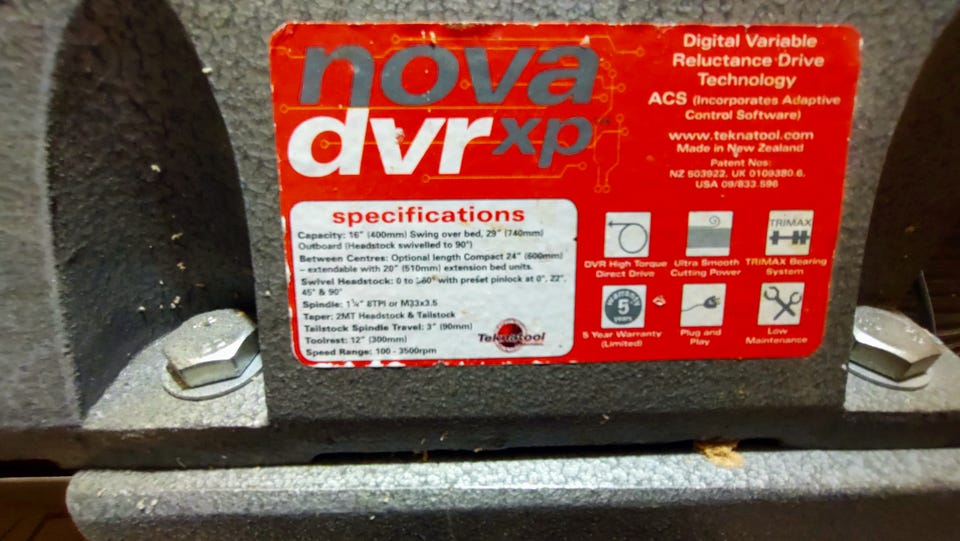 nova
dvr xp
Digital Variable
Reluctance Drive
Technology
ACS (Incorporates Adaptive
Control Software)
www.teknatool.com
Made in New Zealand
Patent Nos:
NZ 503922, UK 0109380.6,
USA 09/833.596
specifications
Capacity: 16" (400mm) Swing over bed, 29" (740mm)
Outboard (Headstock swivelled to 90°)
Between Centres: Optional length Compact 24" (600mm)
– extendable with 20" (510mm) extension bed units.
Swivel Headstock: 0 to with preset pinlock at 0°, 22°,
45° & 90°
Spindle: 1¼" 8TPI or M33x3.5
Taper: 2MT Headstock & Tailstock
Tailstock Spindle Travel: 3" (90mm)
Toolrest: 12" (300mm)
Speed Range: 100 - 3500rpm
Teknatool
TRIMAX
DVR High Torque
Direct Drive
Ultra Smooth
Cutting Power
TRIMAX Bearing
System
WARRANTY
5
YEARS
5 Year Warranty
(Limited)
Plug and
Play
Low
Maintenance